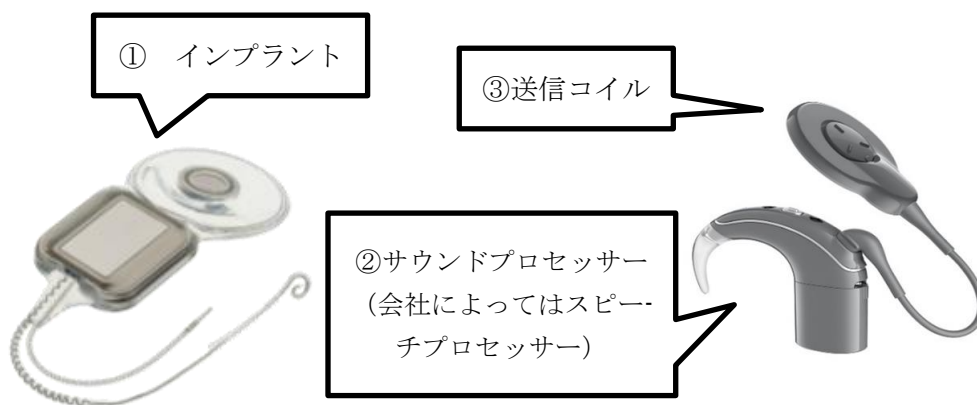 ① インプラント
③送信コイル
②サウンドプロセッサー
（会社によってはスピー-
チプロセッサー）